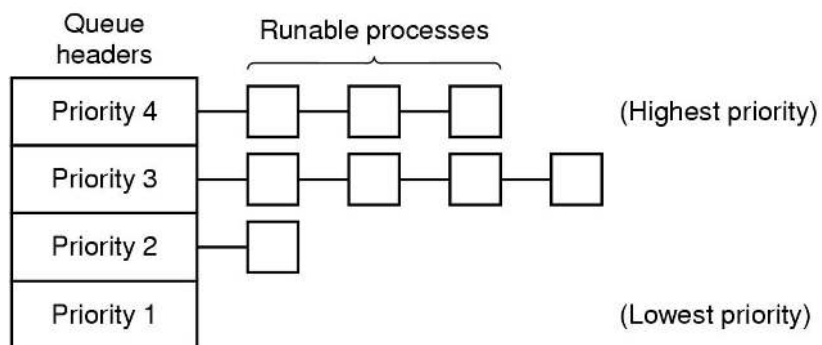 Queue
headers
Runable processes
Priority 4
(Highest priority)
Priority 3
Priority 2
Priority 1
(Lowest priority)